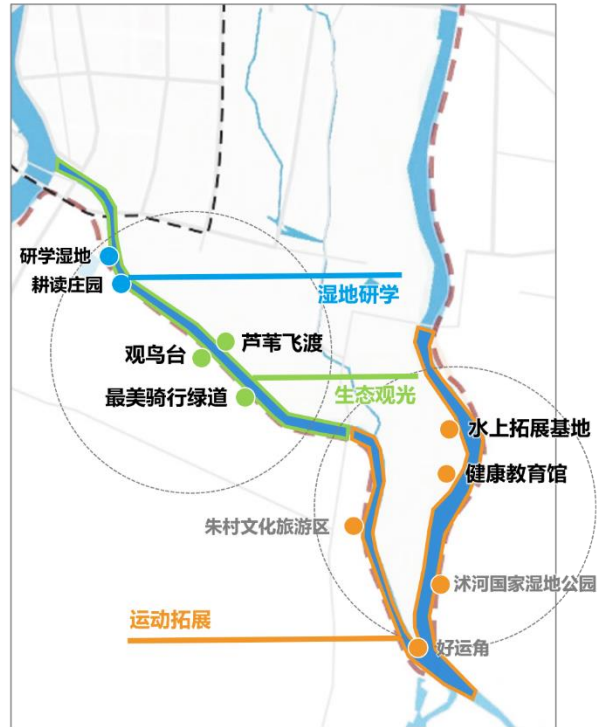 研学湿地
耕读庄园
湿地研学
芦苇飞渡
观鸟台
生态观光
最美骑行绿道
水上拓展基地
健康教育馆
朱村文化旅游区
沭河国家湿地公园
运动拓展
好运角